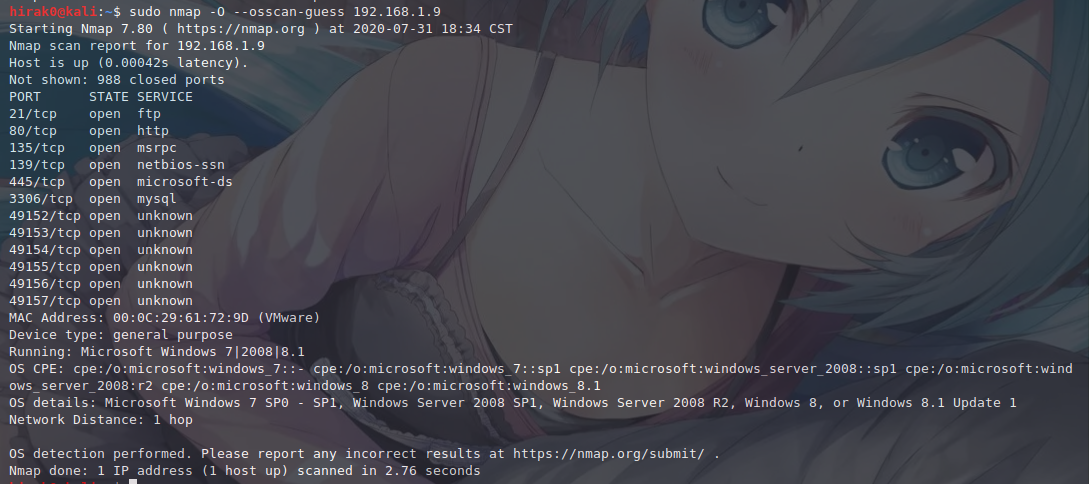 hirak0@kali:~$ sudo nmap -O --osscan-guess 192.168.1.9
Starting Nmap 7.80 ( https://nmap.org ) at 2020-07-31 18:34 CST
Nmap scan report for 192.168.1.9
Host is up (0.00042s latency).
Not shown: 988 closed ports
PORT      STATE SERVICE
21/tcp    open  ftp
80/tcp    open  http
135/tcp   open  msrpc
139/tcp   open  netbios-ssn
445/tcp   open  microsoft-ds
3306/tcp  open  mysql
49152/tcp open  unknown
49153/tcp open  unknown
49154/tcp open  unknown
49155/tcp open  unknown
49156/tcp open  unknown
49157/tcp open  unknown
MAC Address: 00:0C:29:61:72:9D (VMware)
Device type: general purpose
Running: Microsoft Windows 7|2008|8.1
OS CPE: cpe:/o:microsoft:windows_7::- cpe:/o:microsoft:windows_7::sp1 cpe:/o:microsoft:windows_server_2008::sp1 cpe:/o:microsoft:wind
ows_server_2008:r2 cpe:/o:microsoft:windows_8 cpe:/o:microsoft:windows_8.1
OS details: Microsoft Windows 7 SP0 - SP1, Windows Server 2008 SP1, Windows Server 2008 R2, Windows 8, or Windows 8.1 Update 1
Network Distance: 1 hop
OS detection performed. Please report any incorrect results at https://nmap.org/submit/ .
Nmap done: 1 IP address (1 host up) scanned in 2.76 seconds